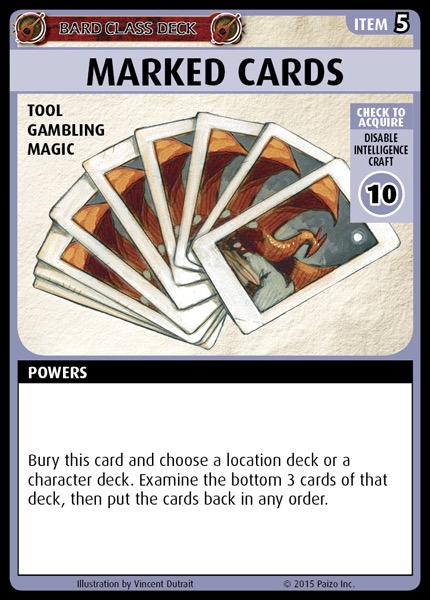 BARD CLASS DECK
ITEM 5
MARKED CARDS
TOOL
GAMBLING
MAGIC
CHECK TO
ACQUIRE
DISABLE
INTELLIGENCE
CRAFT
10
POWERS
Bury this card and choose a location deck or a
character deck. Examine the bottom 3 cards of that
deck, then put the cards back in any order.
Illustration by Vincent Dutrait
© 2015 Paizo Inc.